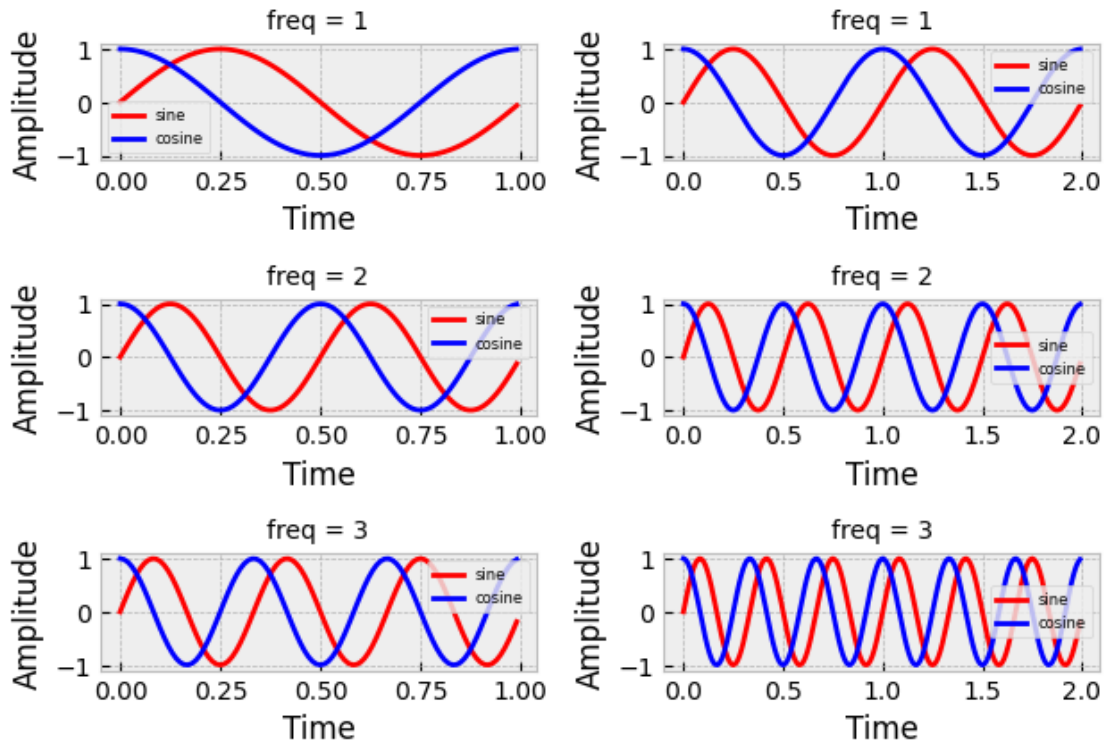 freq = 1
Amplitude
1
0
−1
sine
cosine
0.00 0.25 0.50 0.75 1.00
Time
freq = 1
Amplitude
1
0
−1
sine
cosine
0.0 0.5 1.0 1.5 2.0
Time
freq = 2
Amplitude
1
0
−1
sine
cosine
0.00 0.25 0.50 0.75 1.00
Time
freq = 2
Amplitude
1
0
−1
sine
cosine
0.0 0.5 1.0 1.5 2.0
Time
freq = 3
Amplitude
1
0
−1
sine
cosine
0.00 0.25 0.50 0.75 1.00
Time
freq = 3
Amplitude
1
0
−1
sine
cosine
0.0 0.5 1.0 1.5 2.0
Time